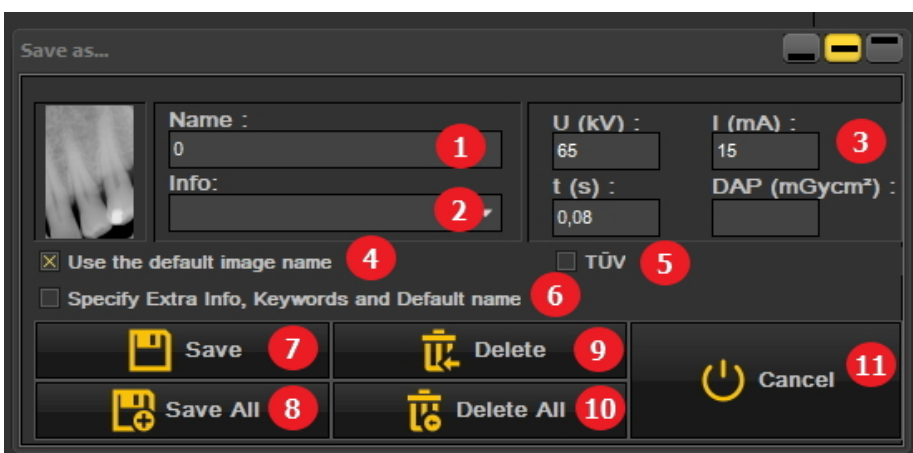 Save as...
Name :
0
1
Info:
2
U (kV) :
65
I (mA) :
15
3
t (s) :
0,08
DAP (mGycm²) :
Use the default image name
4
TÜV
5
Specify Extra Info, Keywords and Default name
6
Save
7
Delete
9
Cancel
11
Save All
8
Delete All
10